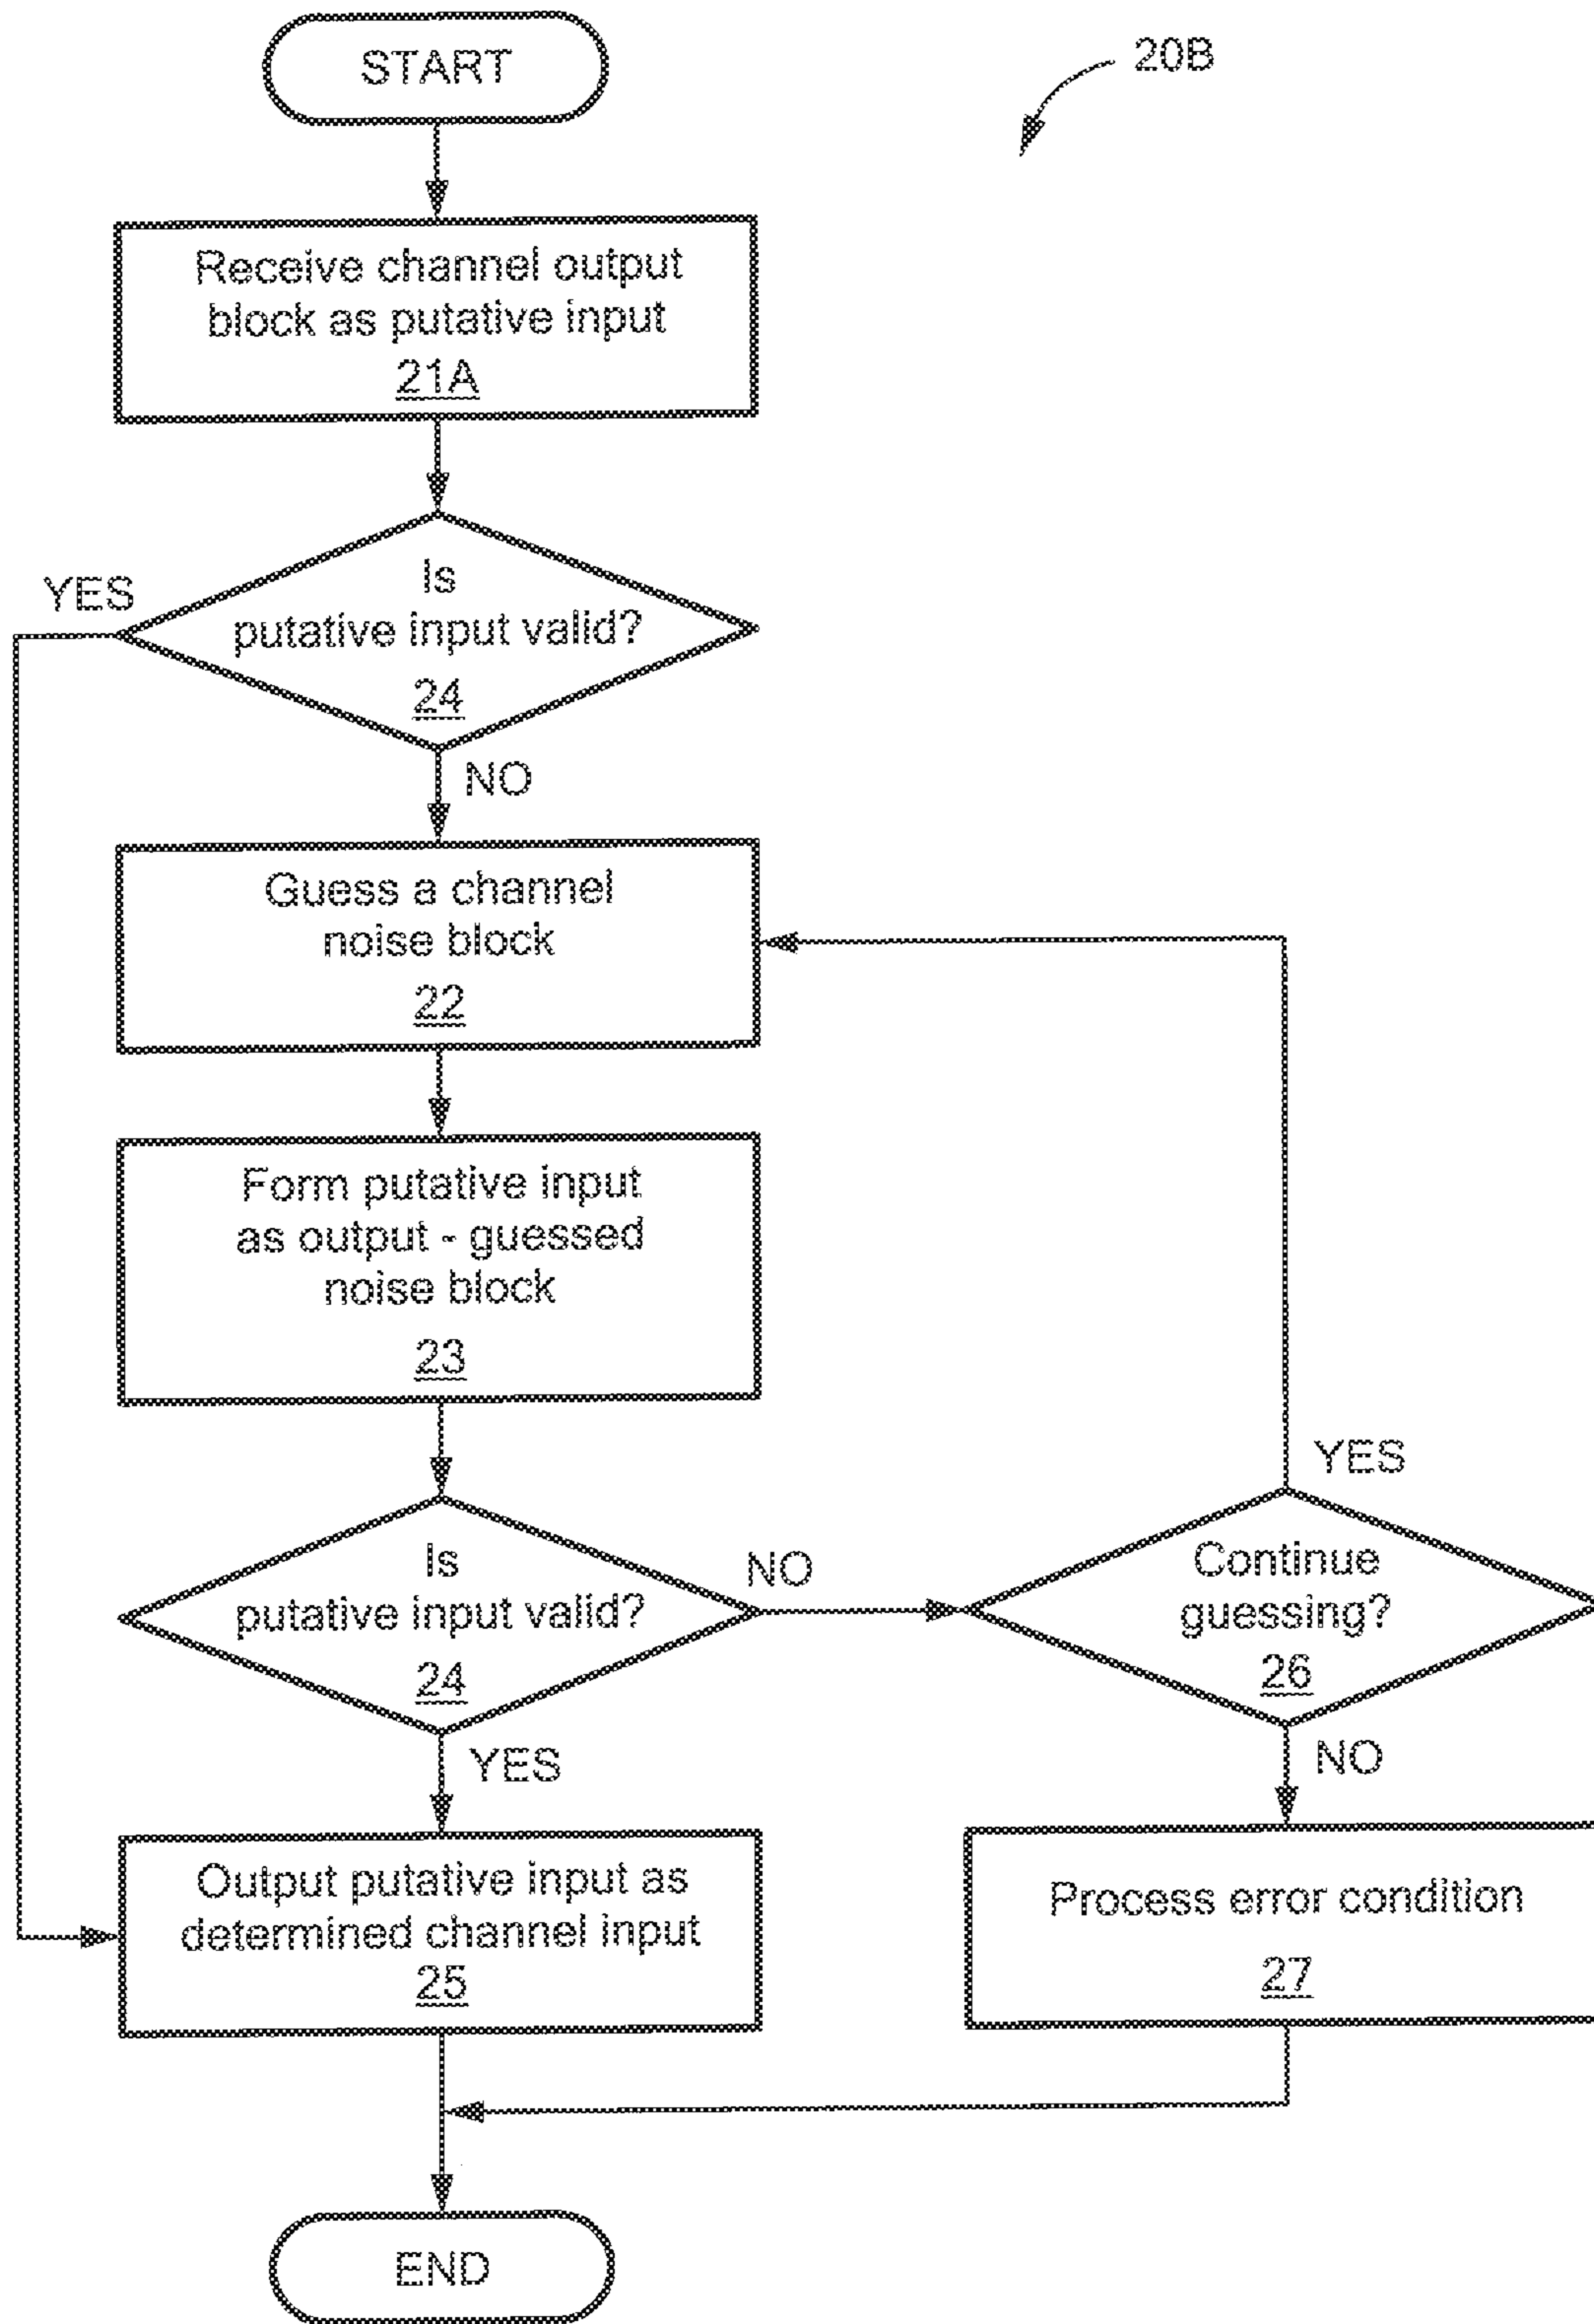 START
20B
Receive channel output
block as putative input
21A
Is
putative input valid?
24
YES
NO
Guess a channel
noise block
22
Form putative input
as output - guessed
noise block
23
Is
putative input valid?
24
NO
YES
Continue
guessing?
26
YES
NO
Output putative input as
determined channel input
25
Process error condition
27
END